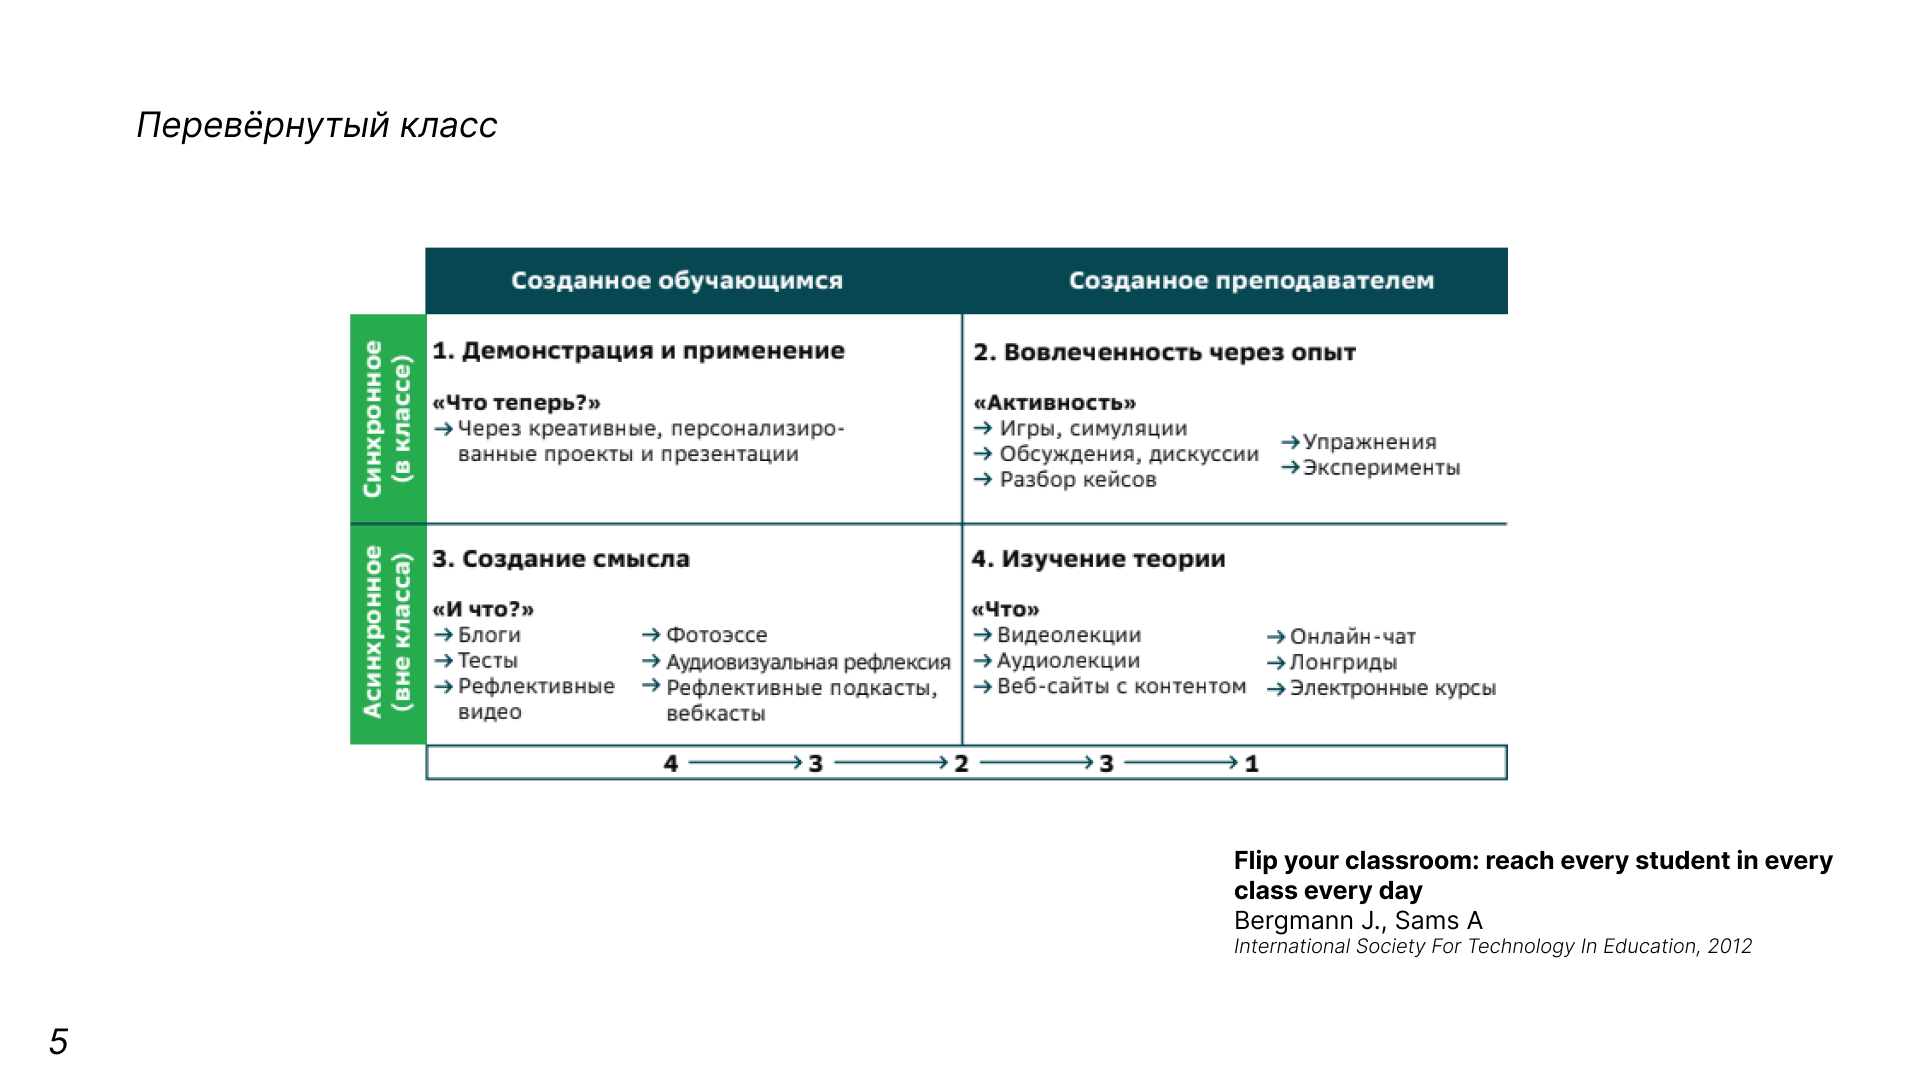 Перевёрнутый класс
Созданное обучающимся
Созданное преподавателем
Синхронное
(в классе)
1. Демонстрация и применение
«Что теперь?»
→ Через креативные, персонализиро-
ванные проекты и презентации
2. Вовлеченность через опыт
«Активность»
→ Игры, симуляции
→ Обсуждения, дискуссии
→ Разбор кейсов
→ Упражнения
→ Эксперименты
Асинхронное
(вне класса)
3. Создание смысла
«И что?»
→ Блоги
→ Тесты
→ Рефлективные
видео
→ Фотоэссе
→ Аудиовизуальная рефлексия
→ Рефлективные подкасты,
вебкасты
4. Изучение теории
«Что»
→ Видеолекции
→ Аудиолекции
→ Веб-сайты с контентом
→ Онлайн-чат
→ Лонгриды
→ Электронные курсы
4 → 3 → 2 → 3 → 1
Flip your classroom: reach every student in every
class every day
Bergmann J., Sams A
International Society For Technology In Education, 2012
5